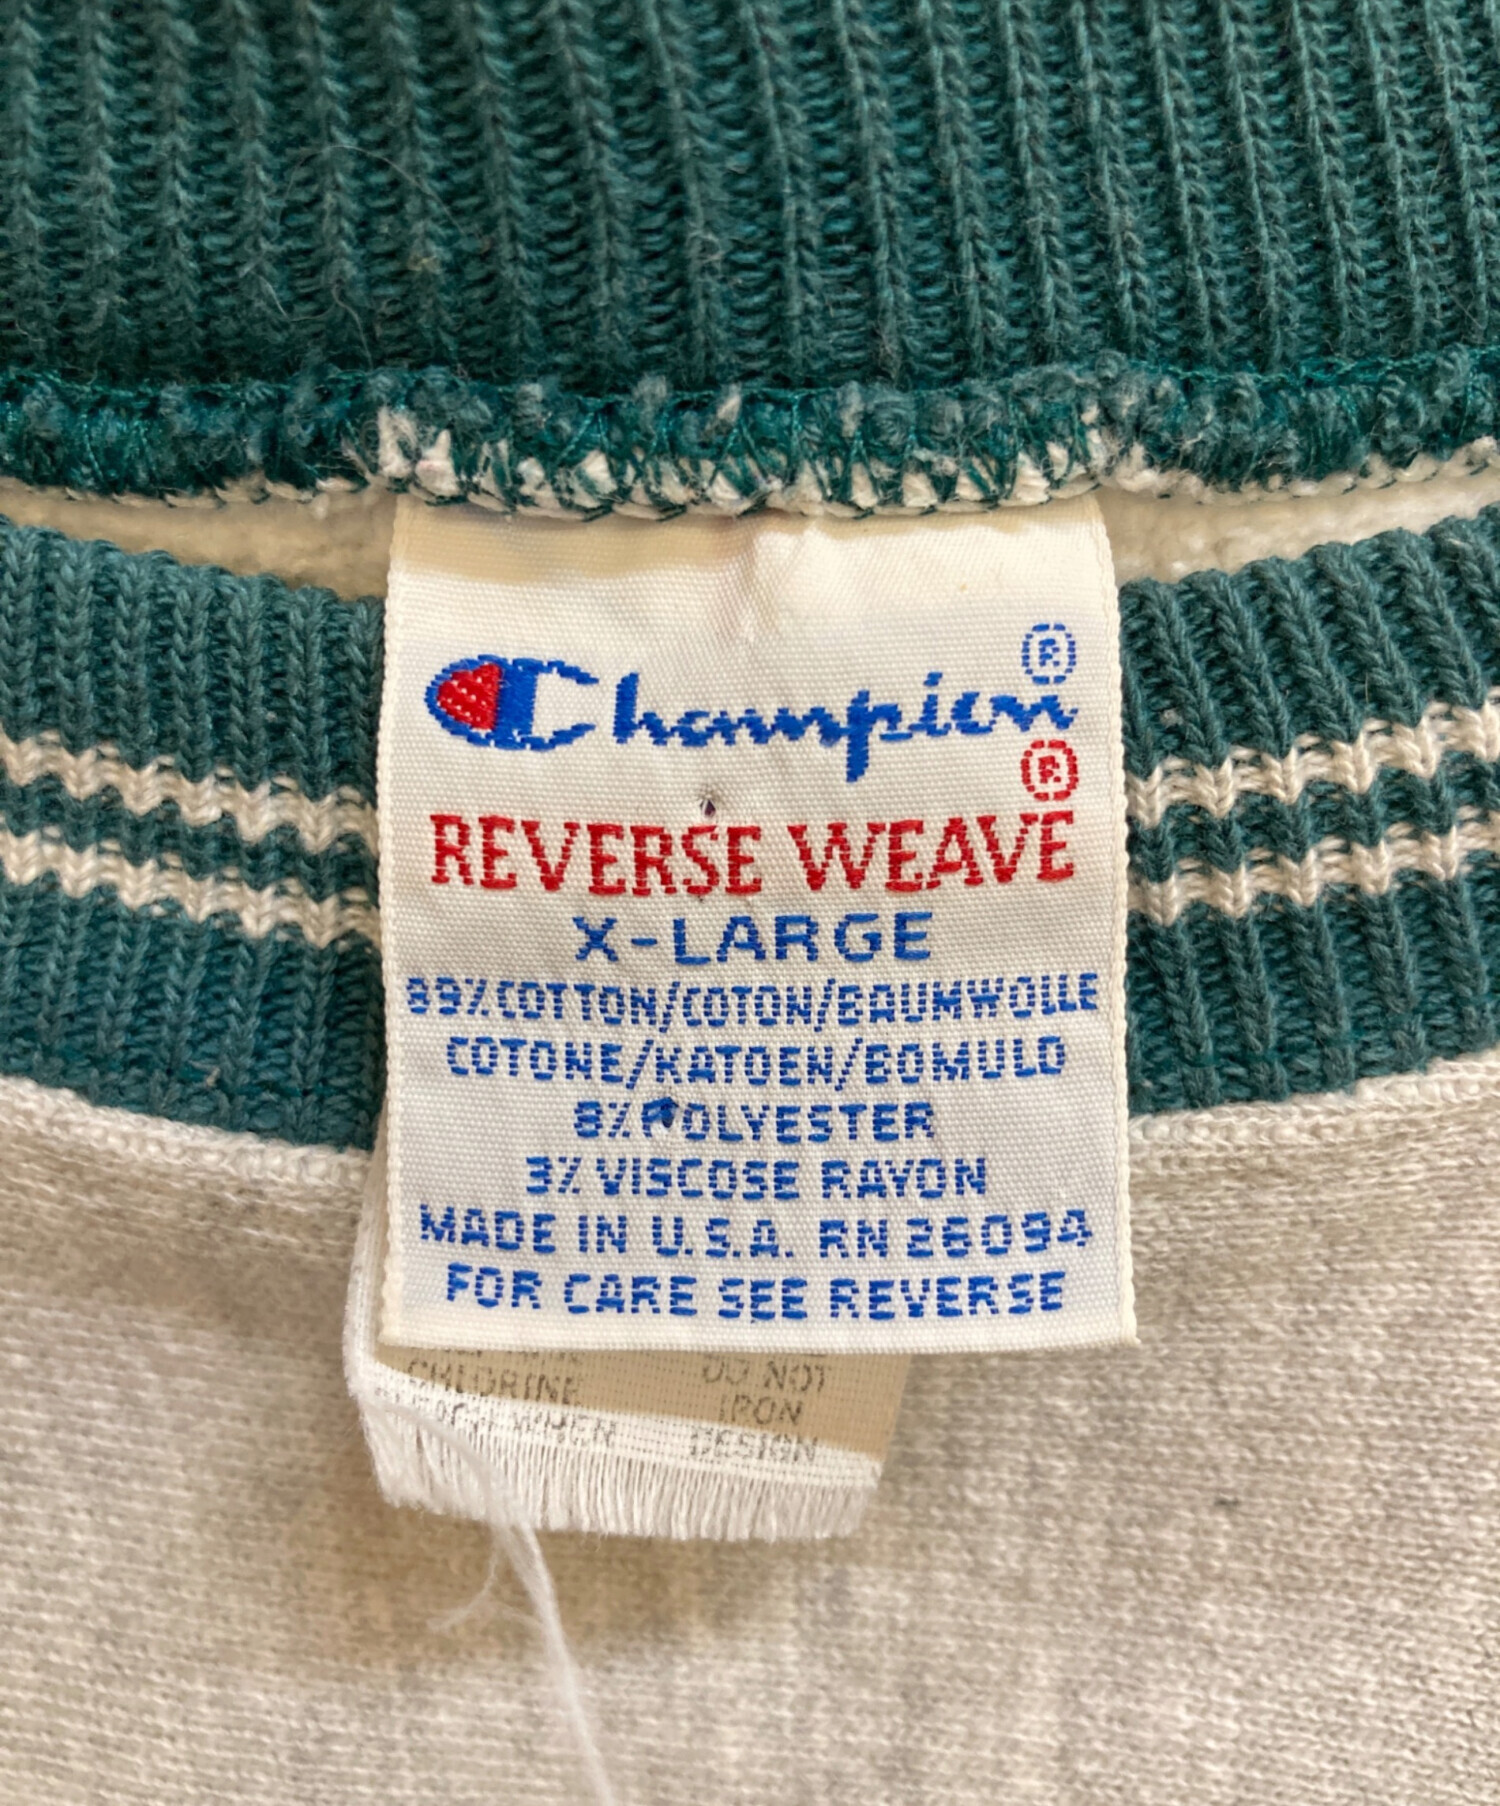 Champion®
®
REVERSE WEAVE
X-LARGE
89%COTTON/COTON/BAUMWOLLE
COTONE/KATOEN/BOMULD
8% POLYESTER
3% VISCOSE RAYON
MADE IN U.S.A. RN 26094
FOR CARE SEE REVERSE
CHLORINE DO NOT
WHEN IRON
DESIGN